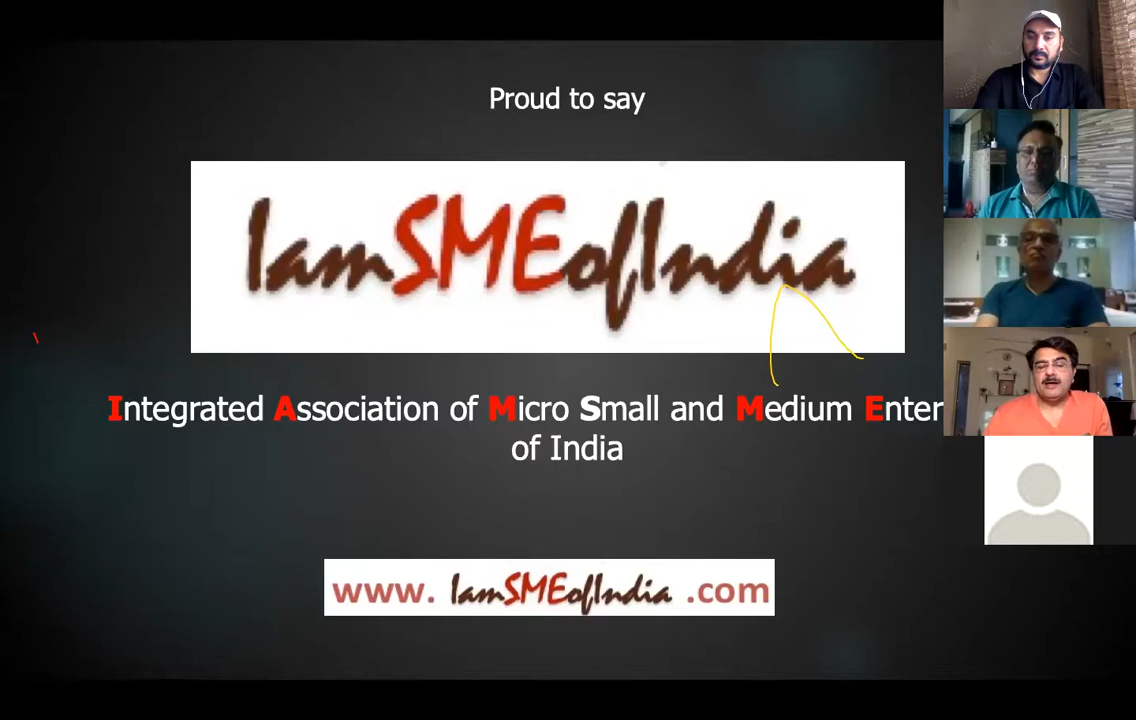 Proud to say
IamSMEofIndia
Integrated Association of Micro Small and Medium Enter
of India
www. IamSMEofIndia .com